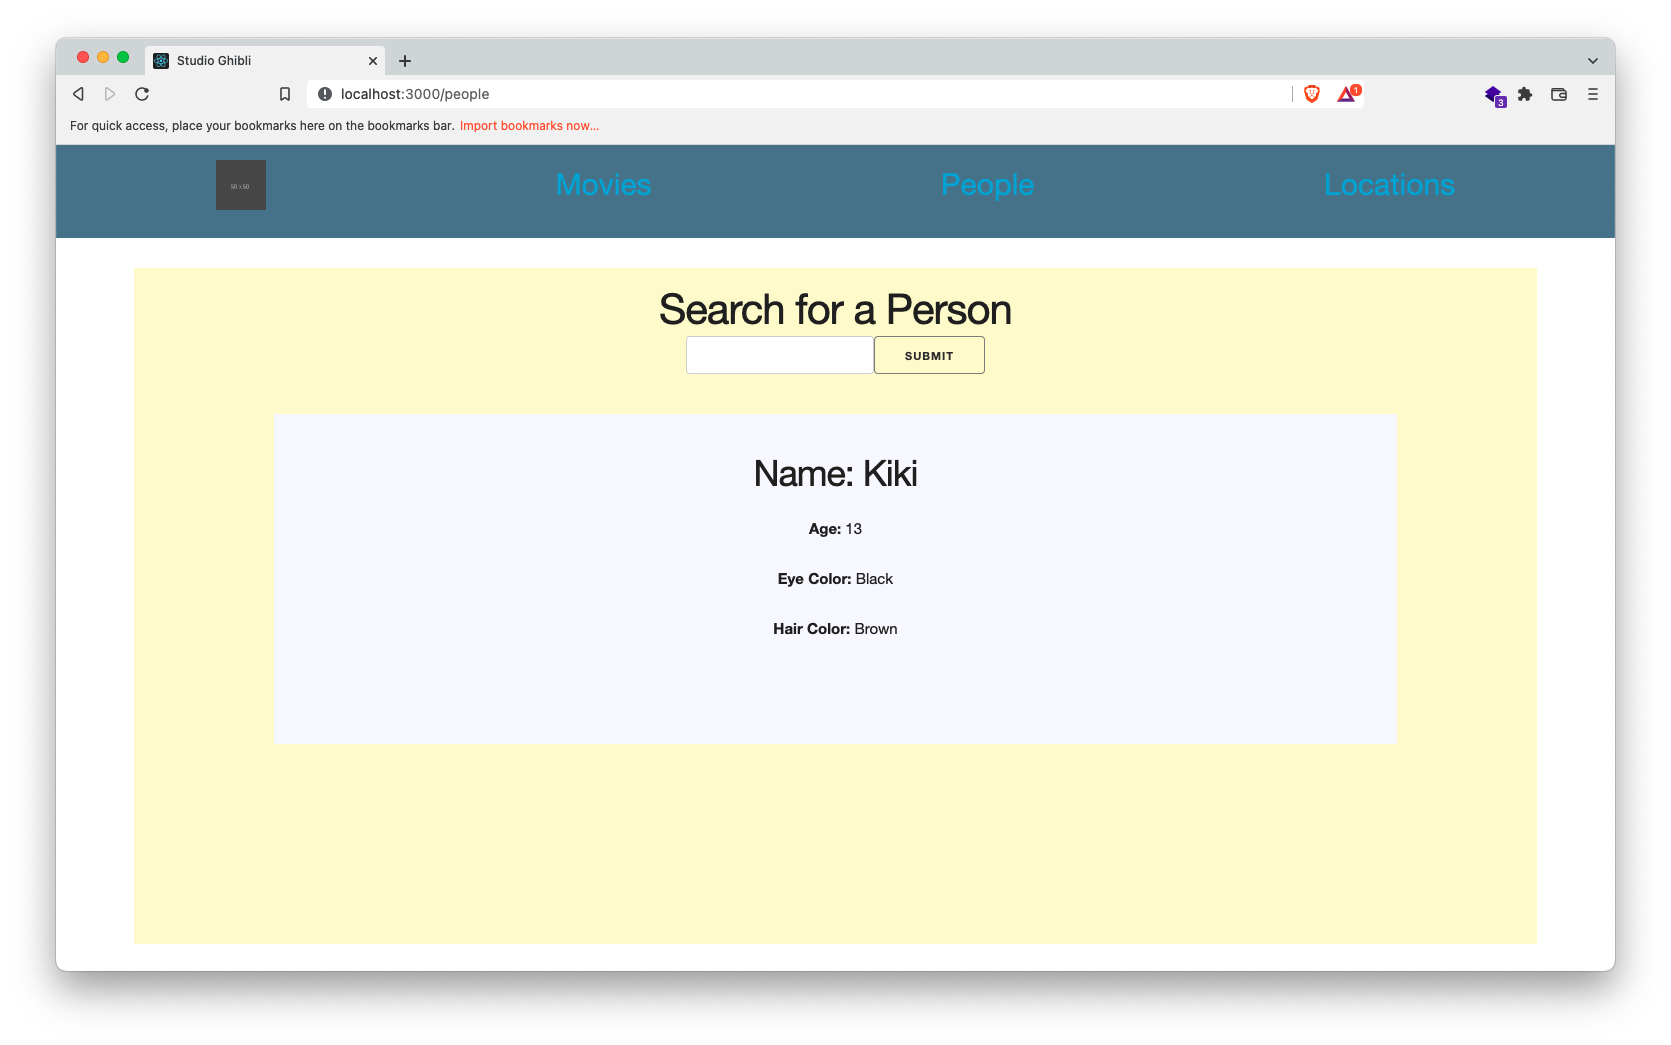 Studio Ghibli
localhost:3000/people
1
3
For quick access, place your bookmarks here on the bookmarks bar. Import bookmarks now...
50 x 50
Movies
People
Locations
Search for a Person
SUBMIT
Name: Kiki
Age: 13
Eye Color: Black
Hair Color: Brown